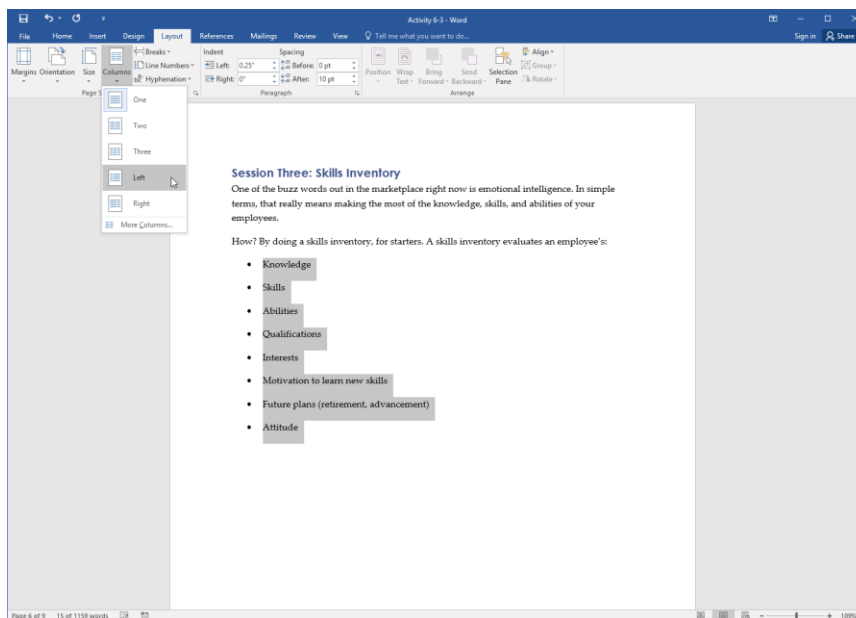 Activity 6-3 - Word
File Home Insert Design Layout References Mailings Review View Tell me what you want to do... Sign in Share
Margins Orientation Size Columns
Breaks
Line Numbers
Hyphenation
Indent Spacing
Left: 0.25" Before: 0 pt
Right: 0" After: 10 pt
Position Wrap Text Bring Forward Send Backward Selection Pane
Align
Group
Rotate
Page S Paragraph Arrange
One
Two
Three
Left
Right
More Columns...
Session Three: Skills Inventory
One of the buzz words out in the marketplace right now is emotional intelligence. In simple
terms, that really means making the most of the knowledge, skills, and abilities of your
employees.
How? By doing a skills inventory, for starters. A skills inventory evaluates an employee's:
• Knowledge
• Skills
• Abilities
• Qualifications
• Interests
• Motivation to learn new skills
• Future plans (retirement, advancement)
• Attitude
Page 6 of 9 15 of 1159 words 109%